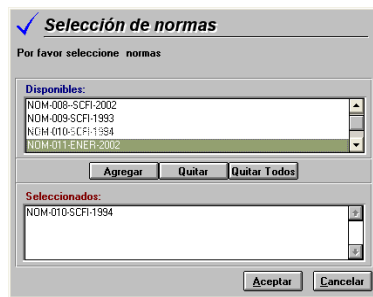 Selección de normas
Por favor seleccione normas
Disponibles:
NOM-008--SCFI-2002
NOM-009-SCFI-1993
NOM-010-SCFI-1994
NOM-011-ENER-2002
Agregar Quitar Quitar Todos
Seleccionados:
NOM-010-SCFI-1994
Aceptar Cancelar